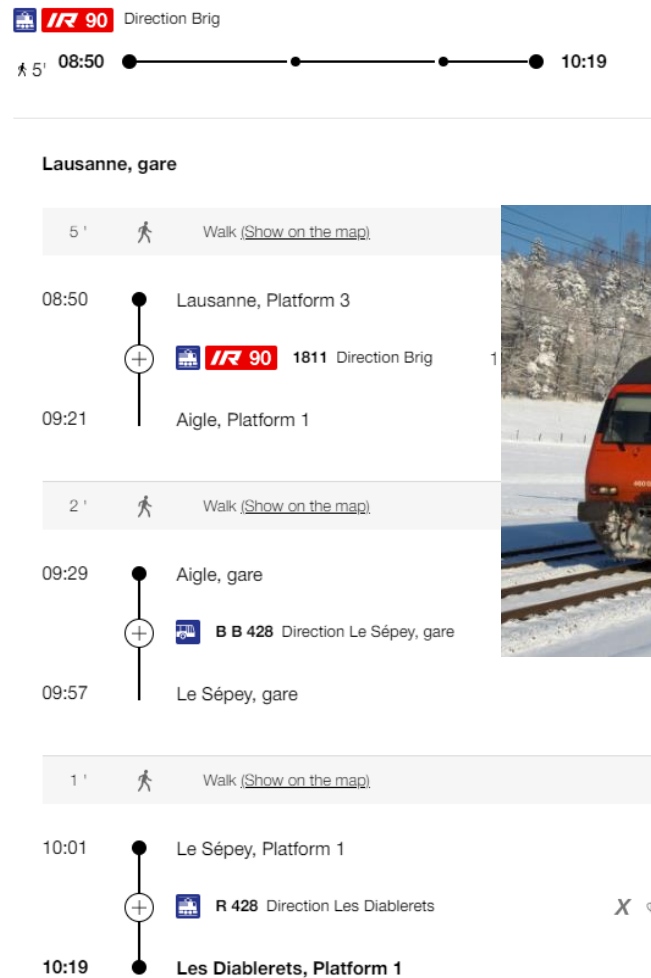 IR 90 Direction Brig
5' 08:50 10:19
Lausanne, gare
5 ' Walk (Show on the map)
08:50 Lausanne, Platform 3
IR 90 1811 Direction Brig 1
09:21 Aigle, Platform 1
2 ' Walk (Show on the map)
09:29 Aigle, gare
B B 428 Direction Le Sépey, gare
09:57 Le Sépey, gare
1 ' Walk (Show on the map)
10:01 Le Sépey, Platform 1
R 428 Direction Les Diablerets X
10:19 Les Diablerets, Platform 1